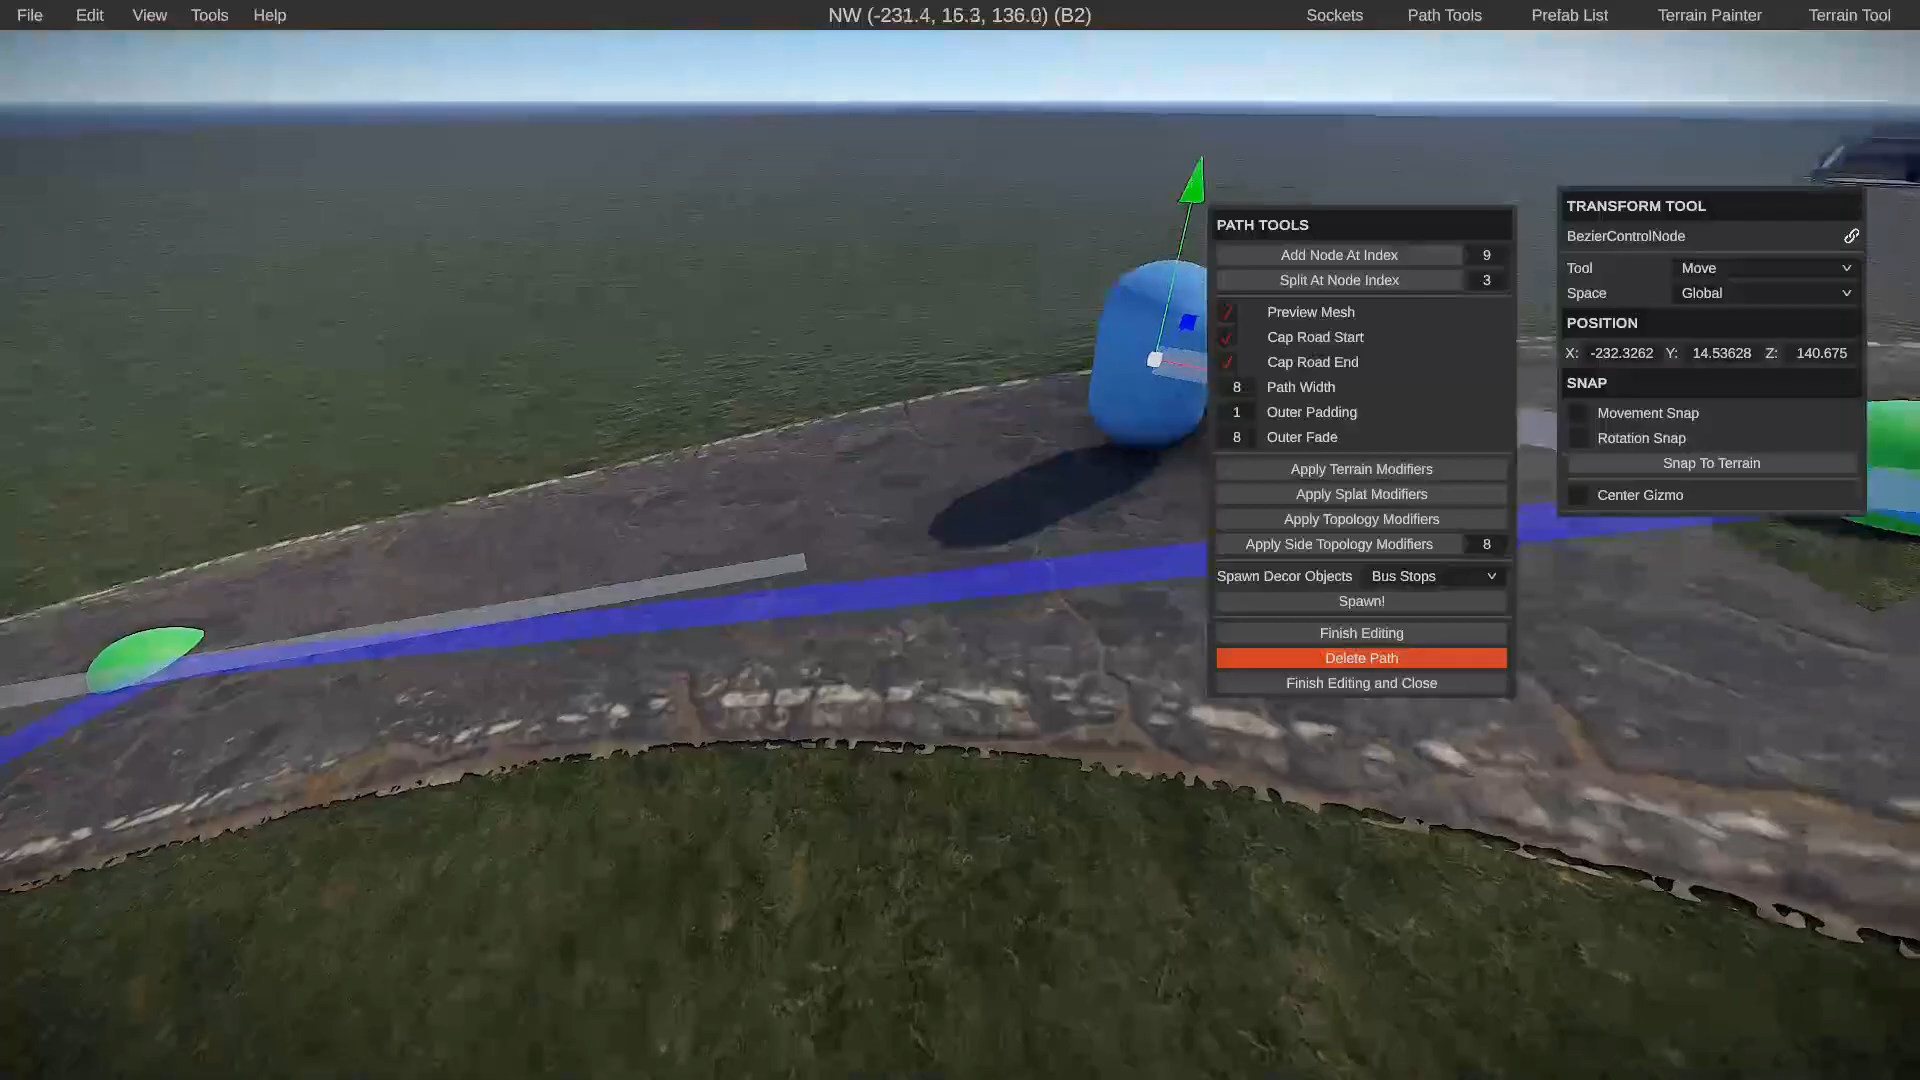 File Edit View Tools Help
NW (-231.4, 15.3, 136.0) (B2)
Sockets Path Tools Prefab List Terrain Painter Terrain Tool
PATH TOOLS
Add Node At Index 9
Split At Node Index 3
Preview Mesh
Cap Road Start
Cap Road End
8 Path Width
1 Outer Padding
8 Outer Fade
Apply Terrain Modifiers
Apply Splat Modifiers
Apply Topology Modifiers
Apply Side Topology Modifiers 8
Spawn Decor Objects Bus Stops
Spawn!
Finish Editing
Delete Path
Finish Editing and Close
TRANSFORM TOOL
BezierControlNode
Tool Move
Space Global
POSITION
X: -232.3262 Y: 14.53628 Z: 140.675
SNAP
Movement Snap
Rotation Snap
Snap To Terrain
Center Gizmo